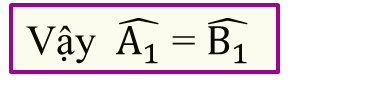 Vậy $\widehat{A_1} = \widehat{B_1}$